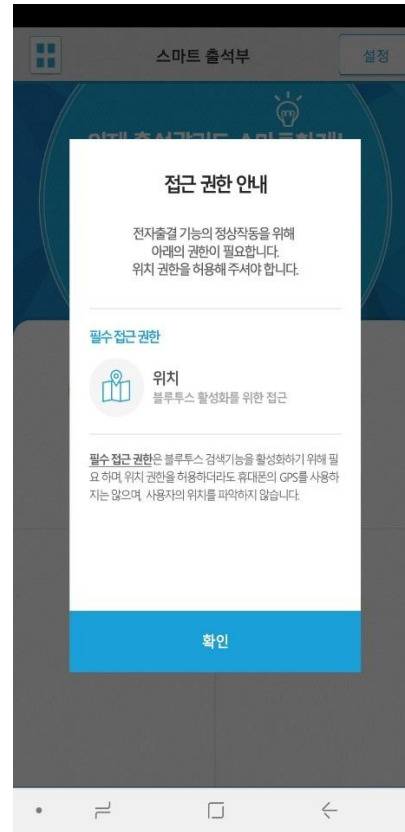 스마트 출석부
설정
접근 권한 안내
전자출결 기능의 정상작동을 위해
아래의 권한이 필요합니다.
위치 권한을 허용해 주셔야 합니다.
필수 접근 권한
위치
블루투스 활성화를 위한 접근
필수 접근 권한은 블루투스 검색기능을 활성화하기 위해 필
요 하며, 위치 권한을 허용하더라도 휴대폰의 GPS를 사용하
지는 않으며, 사용자의 위치를 파악하지 않습니다.
확인